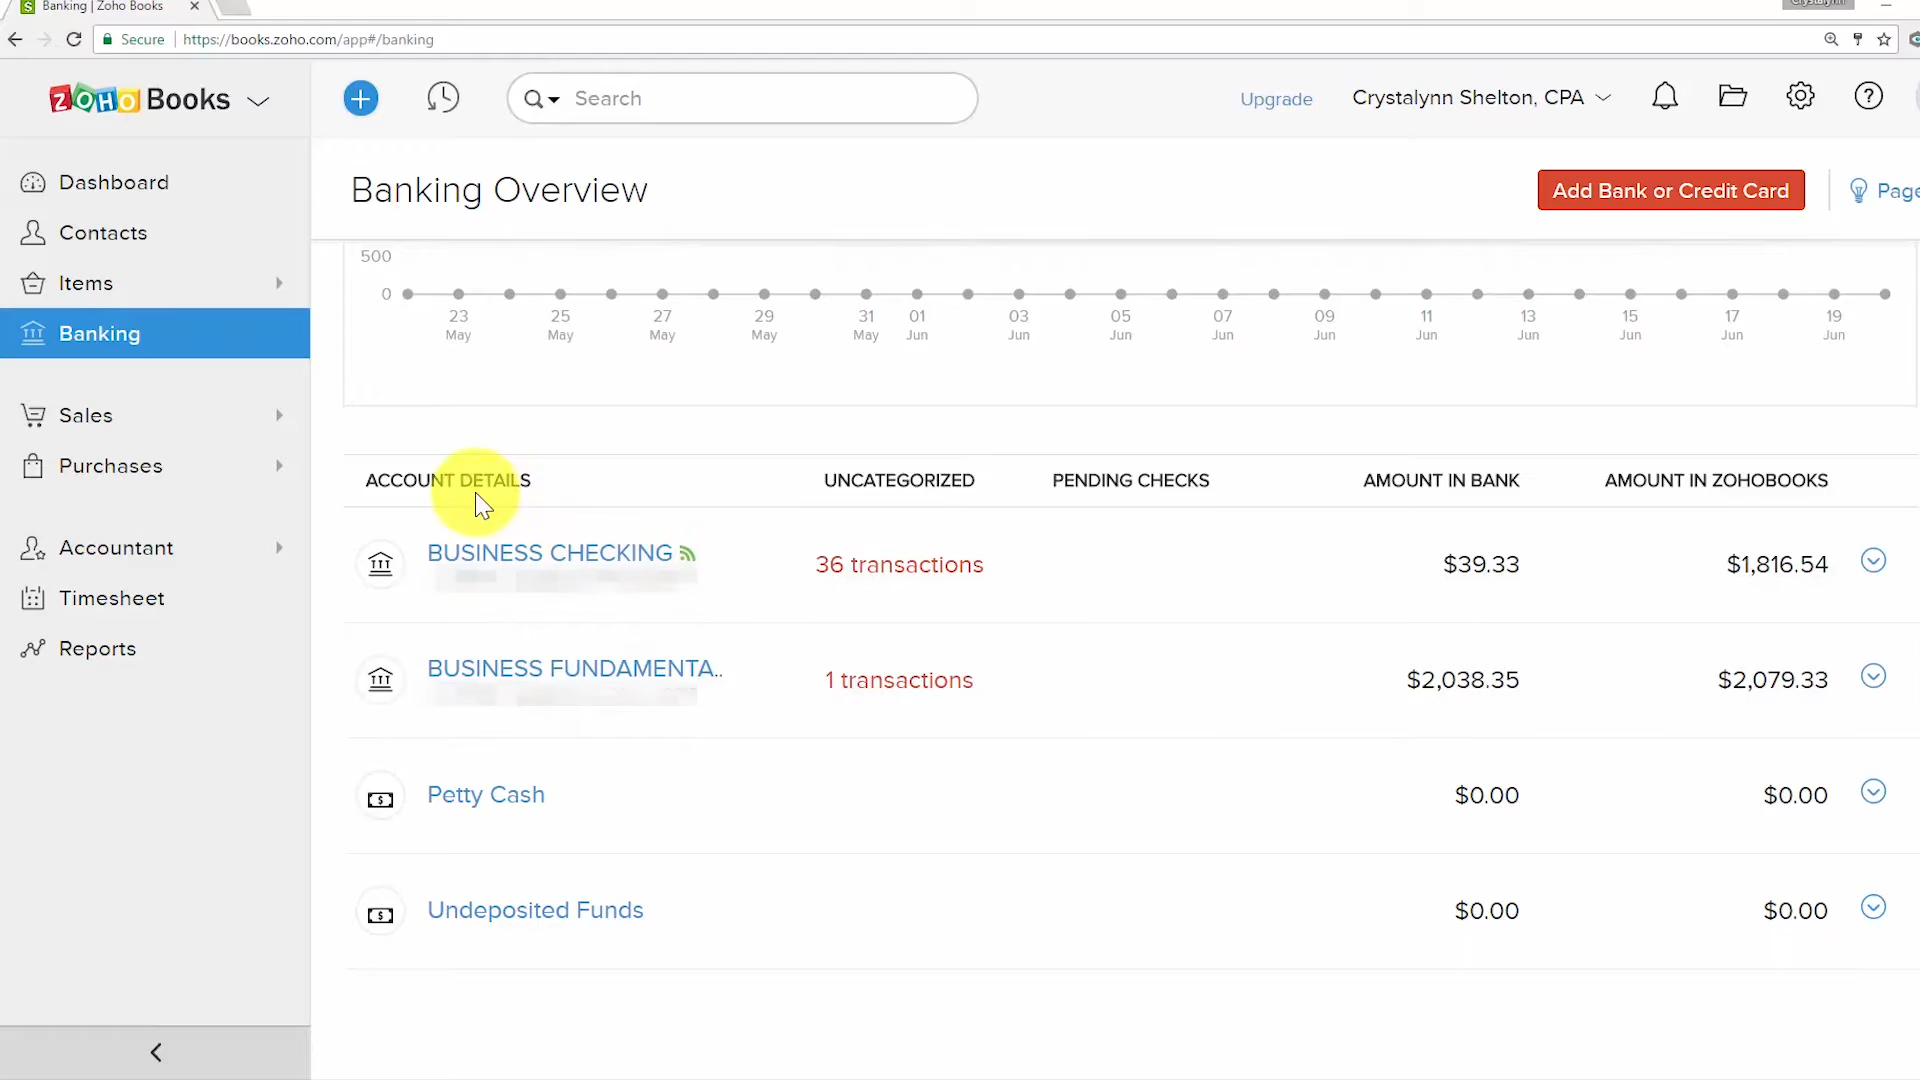 Banking | Zoho Books
Secure https://books.zoho.com/app#/banking
ZOHO Books
Search
Upgrade
Crystalynn Shelton, CPA
Dashboard
Contacts
Items
Banking
Sales
Purchases
Accountant
Timesheet
Reports
Banking Overview
Add Bank or Credit Card
Page
500
0
23 25 27 29 31 01 03 05 07 09 11 13 15 17 19
May May May May May Jun Jun Jun Jun Jun Jun Jun Jun Jun Jun
ACCOUNT DETAILS UNCATEGORIZED PENDING CHECKS AMOUNT IN BANK AMOUNT IN ZOHOBOOKS
BUSINESS CHECKING 36 transactions $39.33 $1,816.54
BUSINESS FUNDAMENTA.. 1 transactions $2,038.35 $2,079.33
Petty Cash $0.00 $0.00
Undeposited Funds $0.00 $0.00